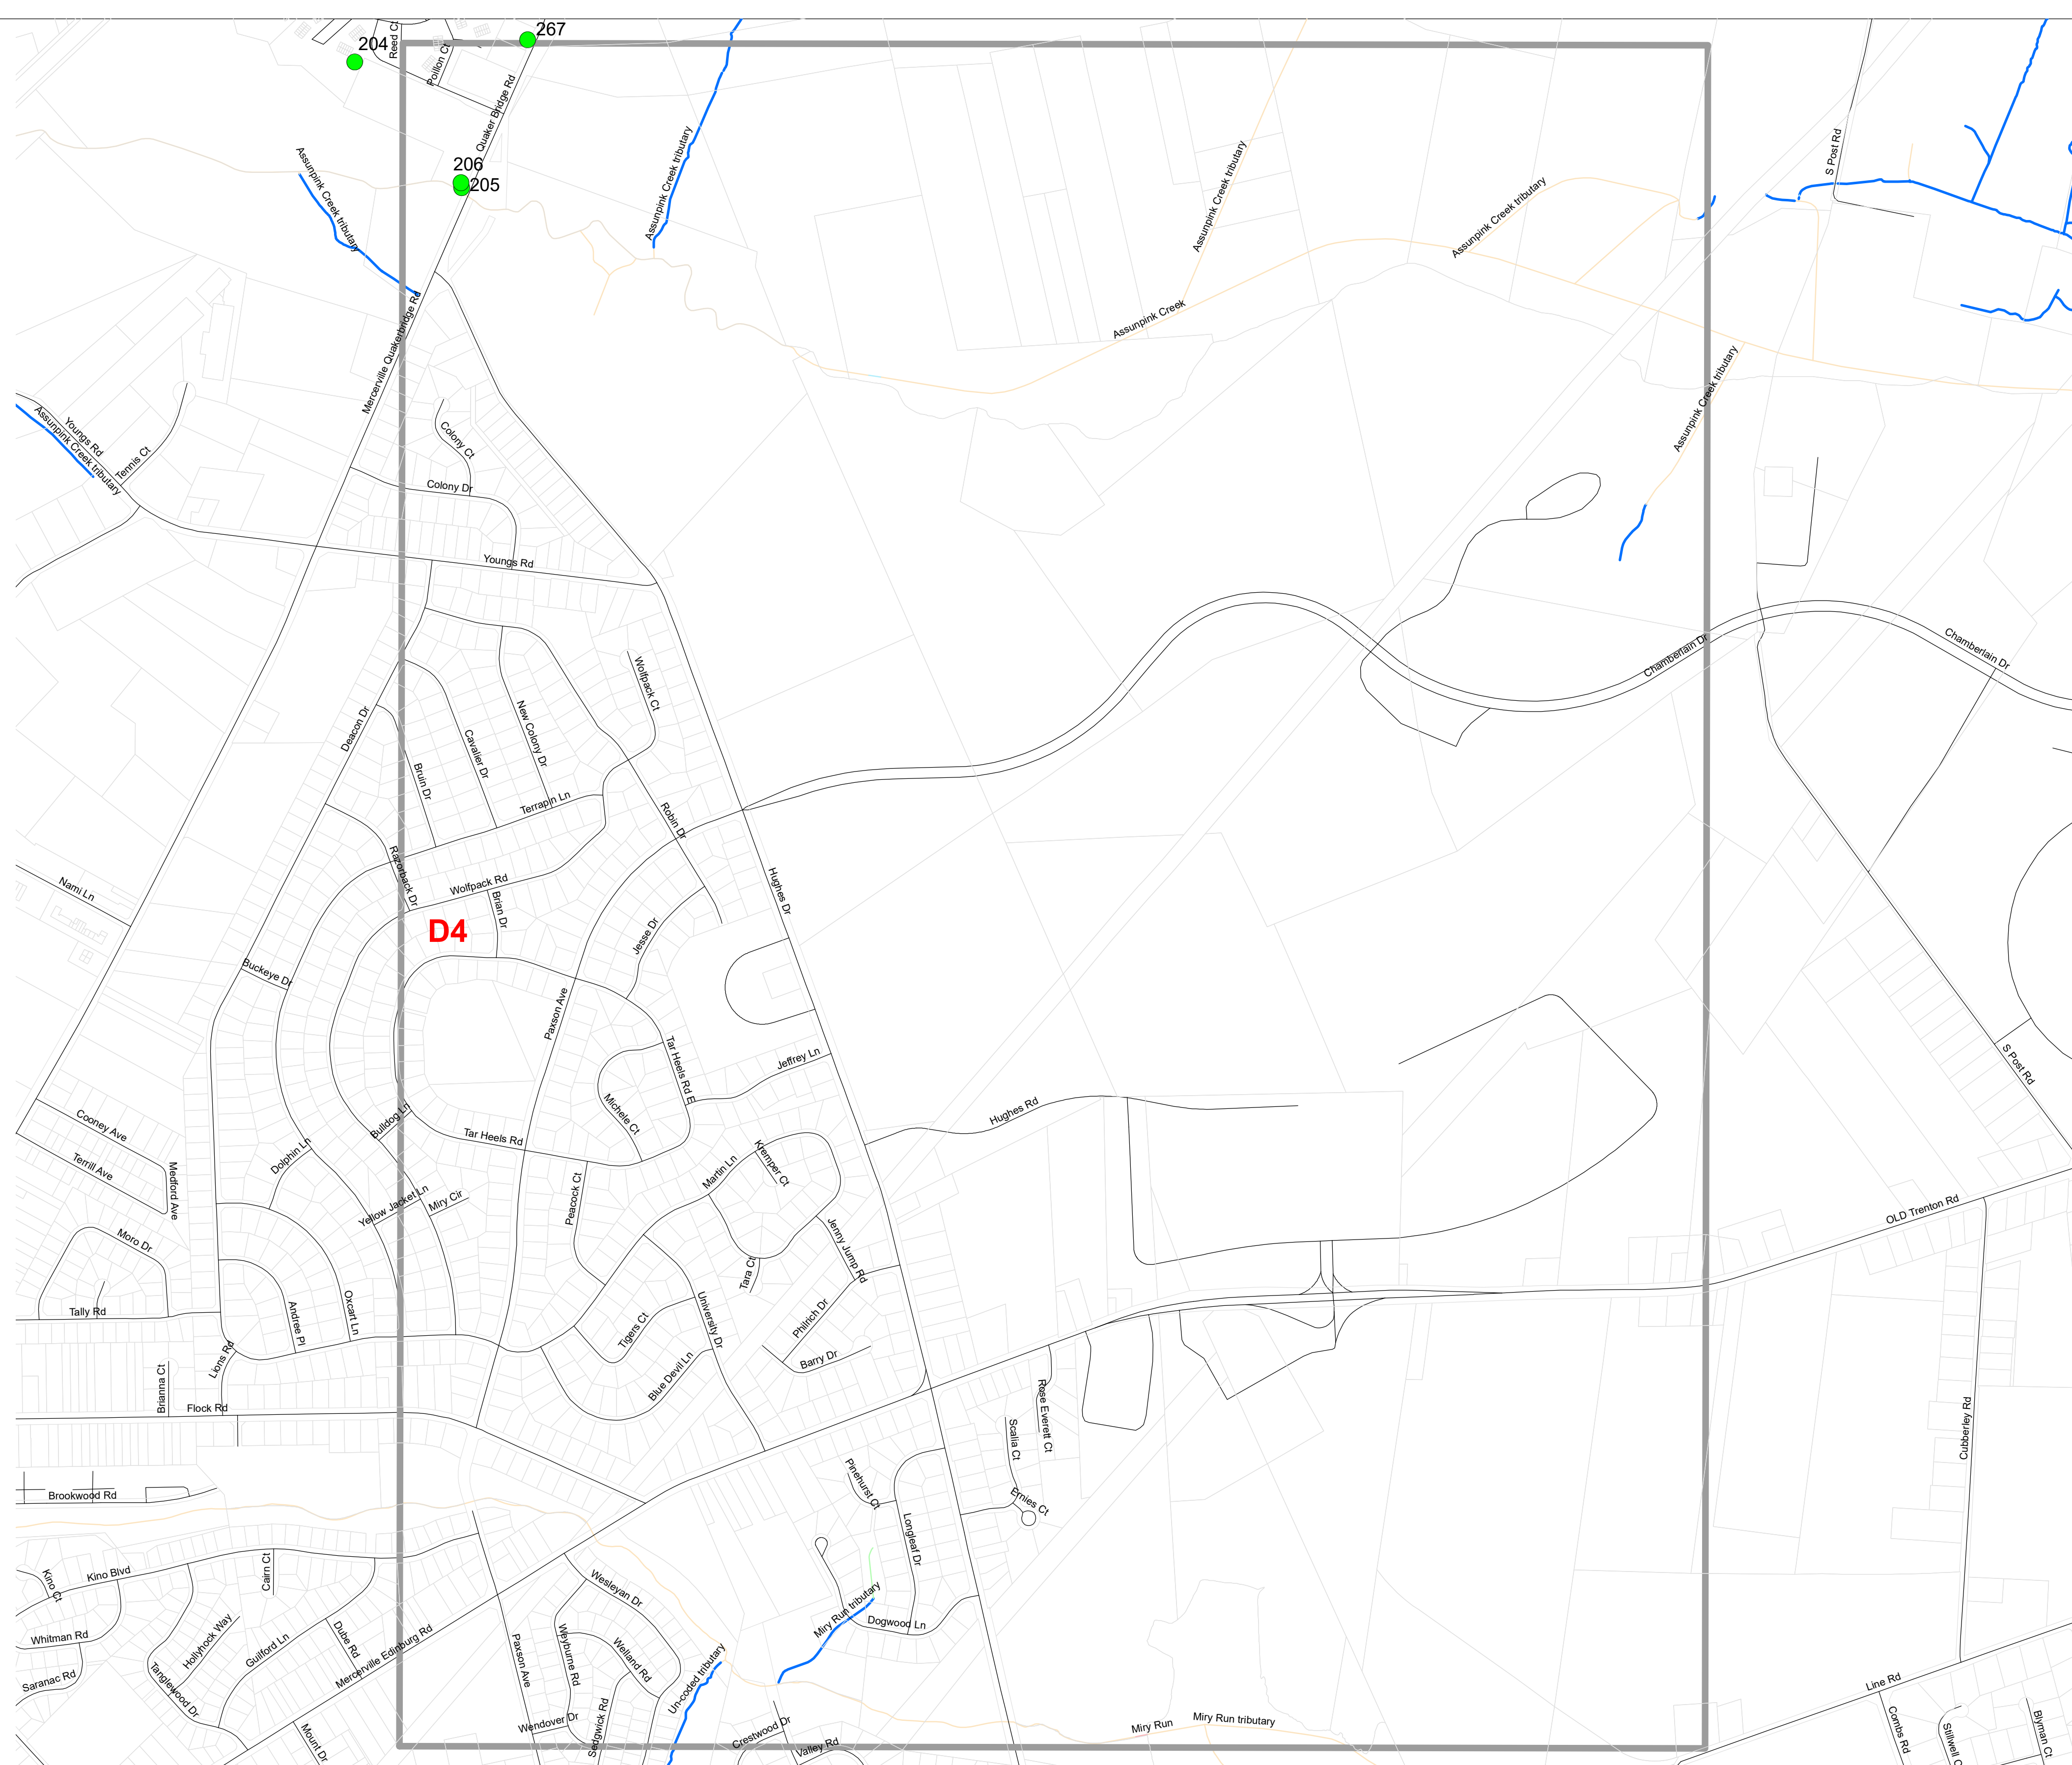 267
204
Reed Ct
Poillon Ct
Quaker Bridge Rd
206
205
Assunpink Creek tributary
Assunpink Creek tributary
Assunpink Creek tributary
Assunpink Creek tributary
S Post Rd
Assunpink Creek
Mercerville Quakerbridge Rd
Assunpink Creek tributary
Youngs Rd
Assunpink Creek tributary
Tennis Ct
Colony Ct
Colony Dr
Youngs Rd
Chamberlain Dr
Chamberlain Dr
Wolfpack Ct
New Colony Dr
Cavalier Dr
Deacon Dr
Bruin Dr
Terrapin Ln
Robin Dr
Razorback Dr
Wolfpack Rd
Brian Dr
Nami Ln
D4
Hughes Dr
Jesse Dr
Buckeye Dr
Paxson Ave
Tar Heels Rd E
Jeffrey Ln
S Post Rd
Michele Ct
Hughes Rd
Cooney Ave
Bulldog Ln
Tar Heels Rd
Terrill Ave
Medford Ave
Dolphin Ln
Martin Ln
Kremper Ct
Yellow Jacket Ln
Miry Cir
Peacock Ct
OLD Trenton Rd
Moro Dr
Jenny Jump Rd
Tara Ct
Tally Rd
Andree Pl
Oxcart Ln
University Dr
Philrich Dr
Tigers Ct
Lions Rd
Barry Dr
Blue Devil Ln
Brianna Ct
Flock Rd
Rose Everett Ct
Scalia Ct
Cubberley Rd
Pinehurst Ct
Brookwood Rd
Ernies Ct
Longleaf Dr
Kino Ct
Kino Blvd
Cairn Ct
Wesleyan Dr
Miry Run tributary
Dogwood Ln
Whitman Rd
Hollyhock Way
Guilford Ln
Dube Rd
Mercerville Edinburg Rd
Paxson Ave
Weyburne Rd
Welland Rd
Un-coded tributary
Saranac Rd
Tanglewood Dr
Line Rd
Wendover Dr
Sedgwick Rd
Mount Dr
Crestwood Dr
Valley Rd
Miry Run
Miry Run tributary
Combs Rd
Stillwell C
Blyman Ct